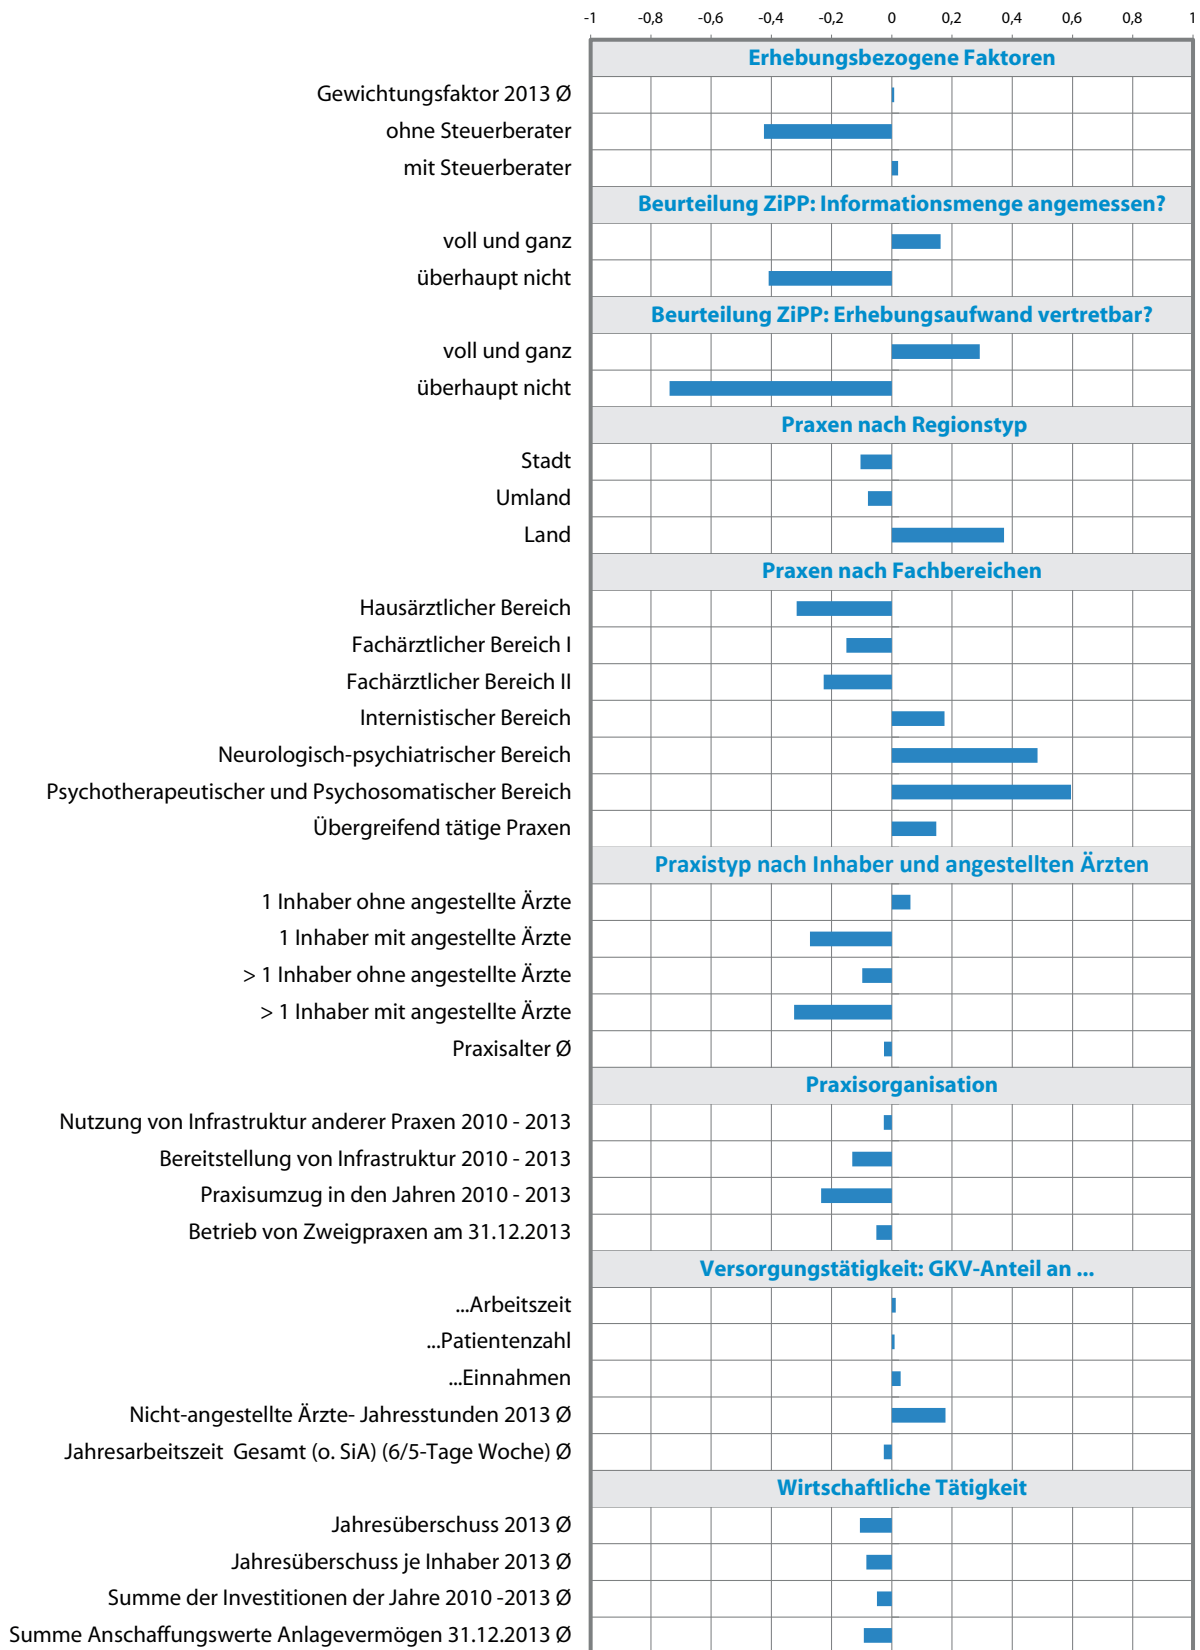 -1 -0,8 -0,6 -0,4 -0,2 0 0,2 0,4 0,6 0,8 1
Erhebungsbezogene Faktoren
Gewichtungsfaktor 2013 Ø
ohne Steuerberater
mit Steuerberater
Beurteilung ZiPP: Informationsmenge angemessen?
voll und ganz
überhaupt nicht
Beurteilung ZiPP: Erhebungsaufwand vertretbar?
voll und ganz
überhaupt nicht
Praxen nach Regionstyp
Stadt
Umland
Land
Praxen nach Fachbereichen
Hausärztlicher Bereich
Fachärztlicher Bereich I
Fachärztlicher Bereich II
Internistischer Bereich
Neurologisch-psychiatrischer Bereich
Psychotherapeutischer und Psychosomatischer Bereich
Übergreifend tätige Praxen
Praxistyp nach Inhaber und angestellten Ärzten
1 Inhaber ohne angestellte Ärzte
1 Inhaber mit angestellte Ärzte
> 1 Inhaber ohne angestellte Ärzte
> 1 Inhaber mit angestellte Ärzte
Praxisalter Ø
Praxisorganisation
Nutzung von Infrastruktur anderer Praxen 2010 - 2013
Bereitstellung von Infrastruktur 2010 - 2013
Praxisumzug in den Jahren 2010 - 2013
Betrieb von Zweigpraxen am 31.12.2013
Versorgungstätigkeit: GKV-Anteil an ...
...Arbeitszeit
...Patientenzahl
...Einnahmen
Nicht-angestellte Ärzte- Jahresstunden 2013 Ø
Jahresarbeitszeit Gesamt (o. SiA) (6/5-Tage Woche) Ø
Wirtschaftliche Tätigkeit
Jahresüberschuss 2013 Ø
Jahresüberschuss je Inhaber 2013 Ø
Summe der Investitionen der Jahre 2010 -2013 Ø
Summe Anschaffungswerte Anlagevermögen 31.12.2013 Ø